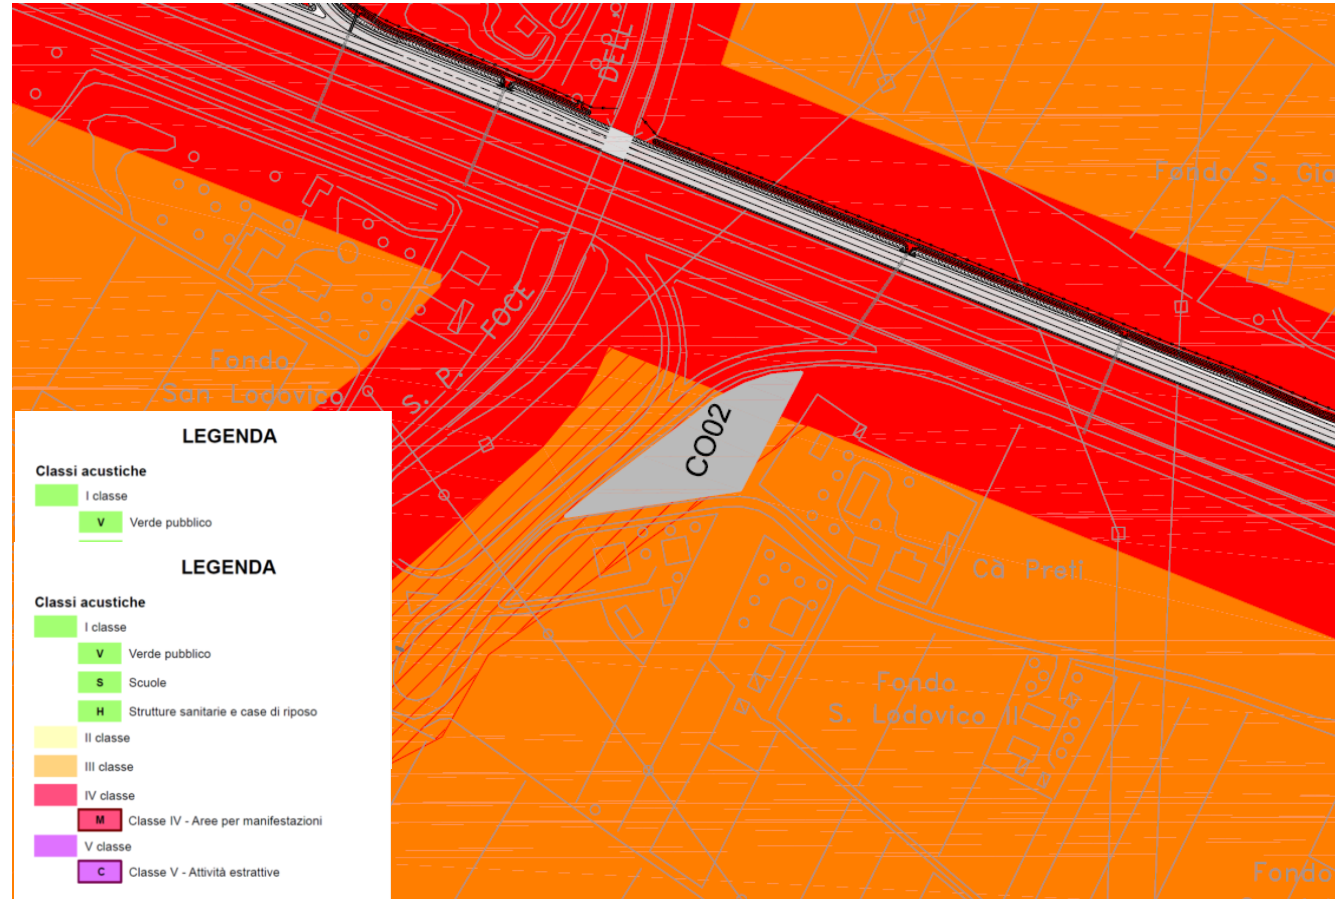 DELL
Fondo S. Gia
S. P. FOCE
Fondo
San Lodovico
CO02
Cà Prell
Fondo
S. Lodovico II
Fondo
LEGENDA
Classi acustiche
I classe
V Verde pubblico
LEGENDA
Classi acustiche
I classe
V Verde pubblico
S Scuole
H Strutture sanitarie e case di riposo
II classe
III classe
IV classe
M Classe IV - Aree per manifestazioni
V classe
C Classe V - Attività estrattive